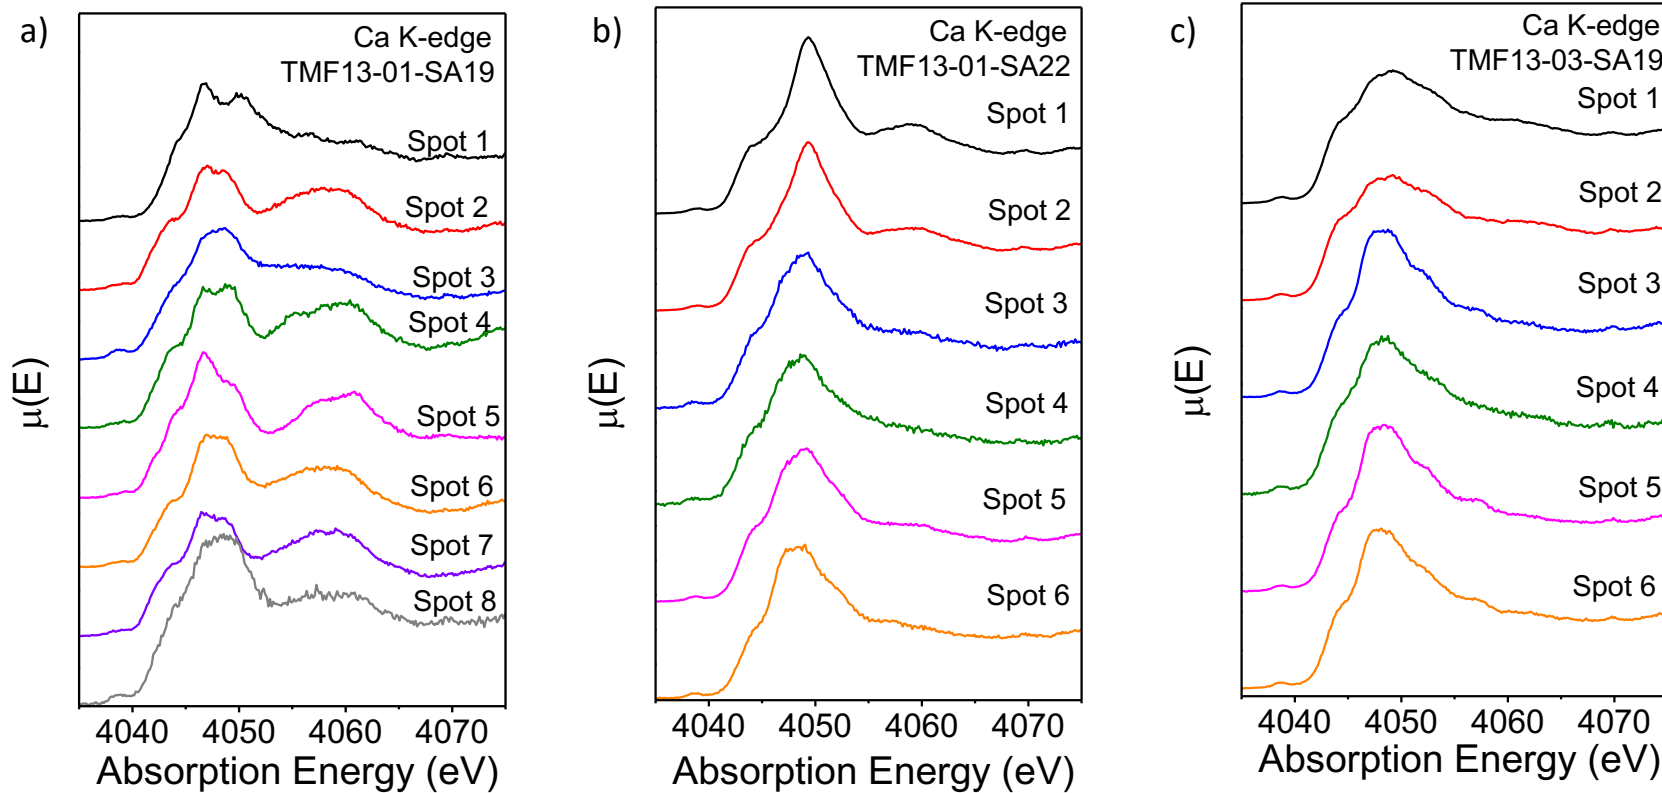 a)
Ca K-edge
TMF13-01-SA19
Spot 1
Spot 2
Spot 3
Spot 4
Spot 5
Spot 6
Spot 7
Spot 8
μ(E)
4040 4050 4060 4070
Absorption Energy (eV)
b)
Ca K-edge
TMF13-01-SA22
Spot 1
Spot 2
Spot 3
Spot 4
Spot 5
Spot 6
μ(E)
4040 4050 4060 4070
Absorption Energy (eV)
c)
Ca K-edge
TMF13-03-SA19
Spot 1
Spot 2
Spot 3
Spot 4
Spot 5
Spot 6
μ(E)
4040 4050 4060 4070
Absorption Energy (eV)